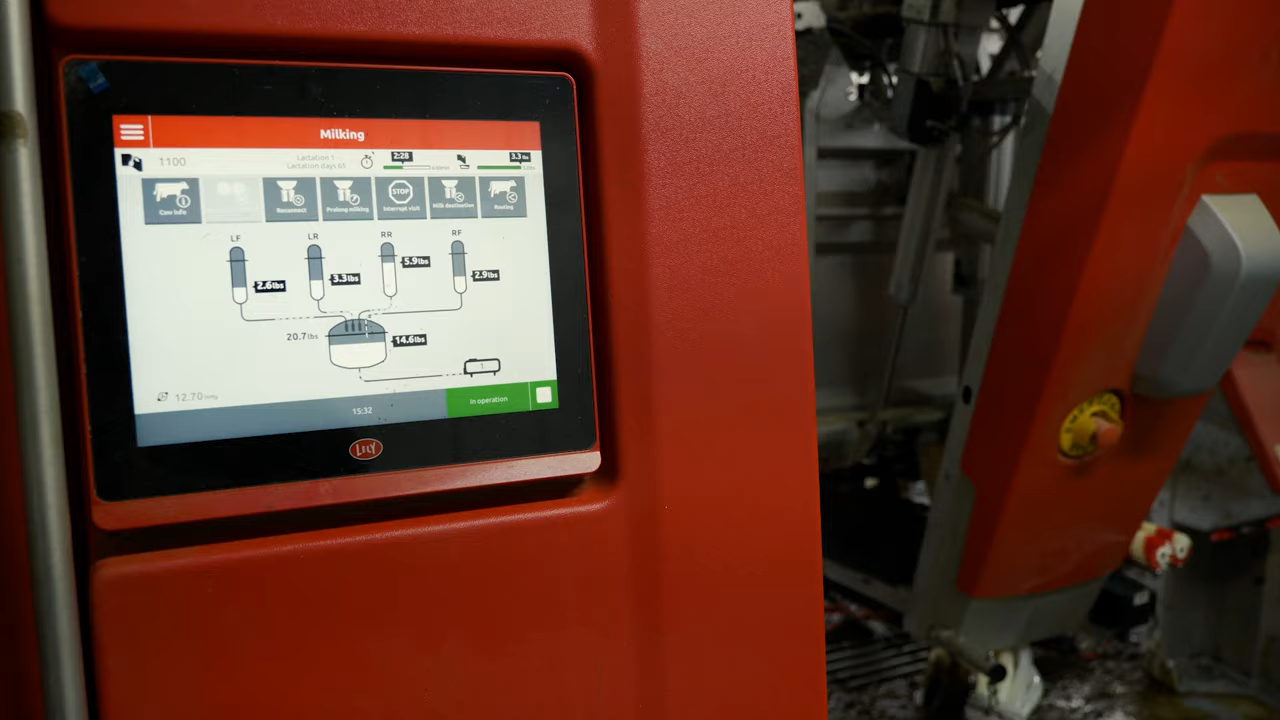 Milking
1100
Lactation 1
Lactation days 65
2:28
3.3 lbs
Cow info
Reconnect
Prolong milking
STOP
Interrupt visit
Milk destination
Routing
LF
LR
RR
RF
2.6lbs
3.3lbs
5.9lbs
2.9lbs
20.7lbs
14.6lbs
1
12.70
15:32
In operation
LELY